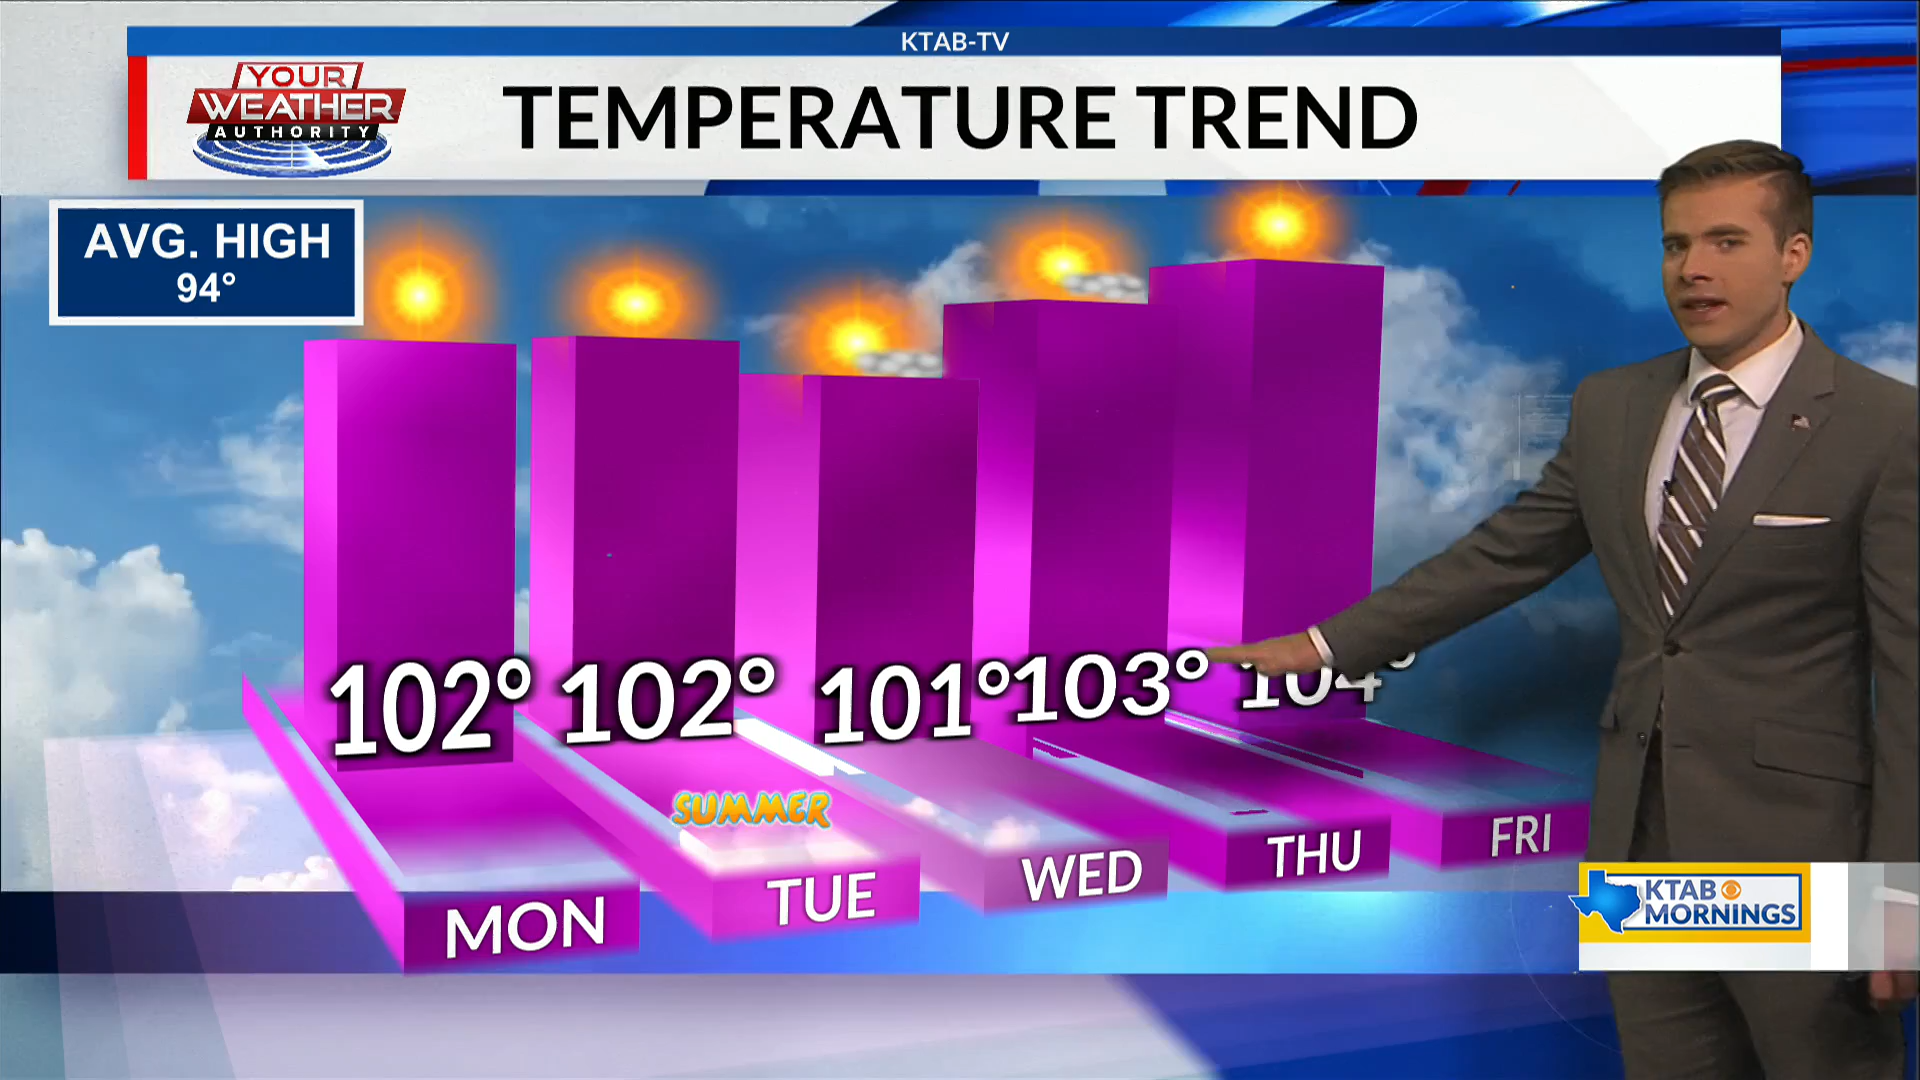 KTAB-TV
YOUR
WEATHER
AUTHORITY
TEMPERATURE TREND
AVG. HIGH
94°
102° 102° 101° 103° 104°
SUMMER
MON TUE WED THU FRI
KTAB
MORNINGS